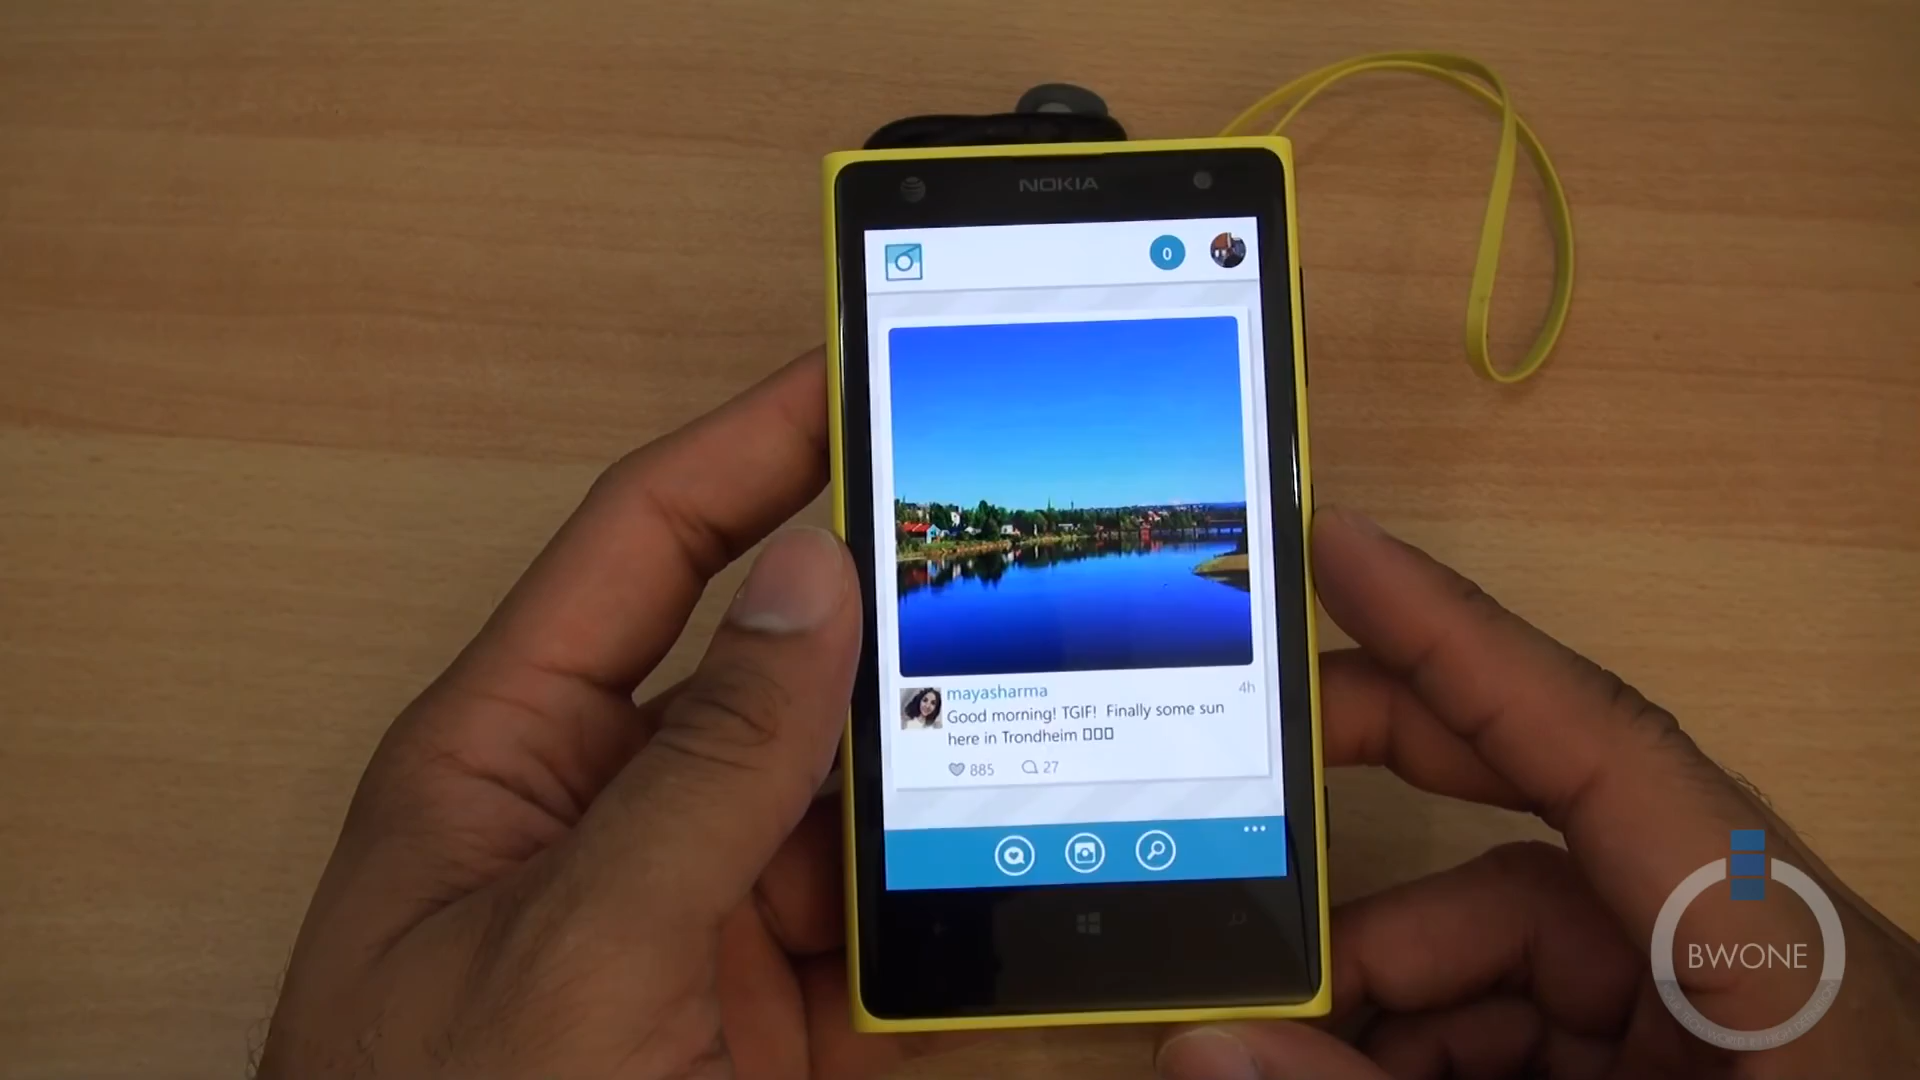 NOKIA
0
mayasharma
4h
Good morning! TGIF! Finally some sun
here in Trondheim
885
27
BWONE